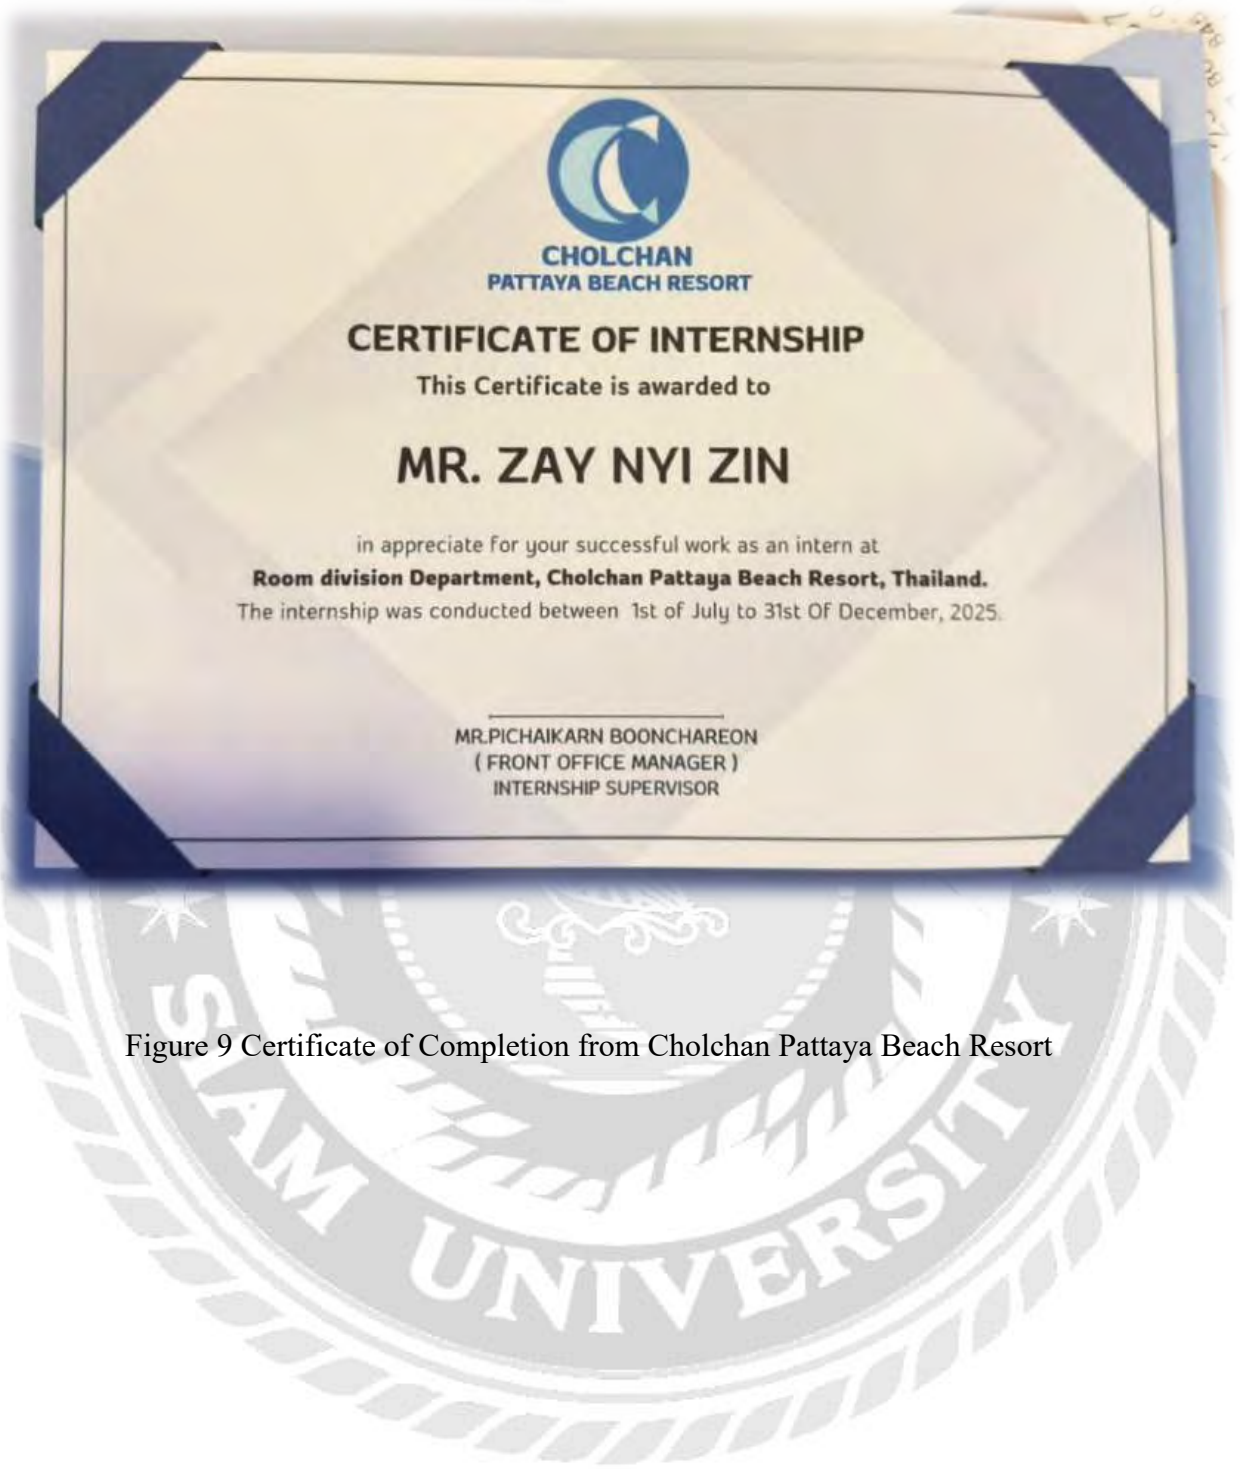 CHOLCHAN
PATTAYA BEACH RESORT
CERTIFICATE OF INTERNSHIP
This Certificate is awarded to
MR. ZAY NYI ZIN
in appreciate for your successful work as an intern at
Room division Department, Cholchan Pattaya Beach Resort, Thailand.
The internship was conducted between 1st of July to 31st Of December, 2025.
MR.PICHAIKARN BOONCHAREON
( FRONT OFFICE MANAGER )
INTERNSHIP SUPERVISOR
Figure 9 Certificate of Completion from Cholchan Pattaya Beach Resort
SIAM UNIVERSITY